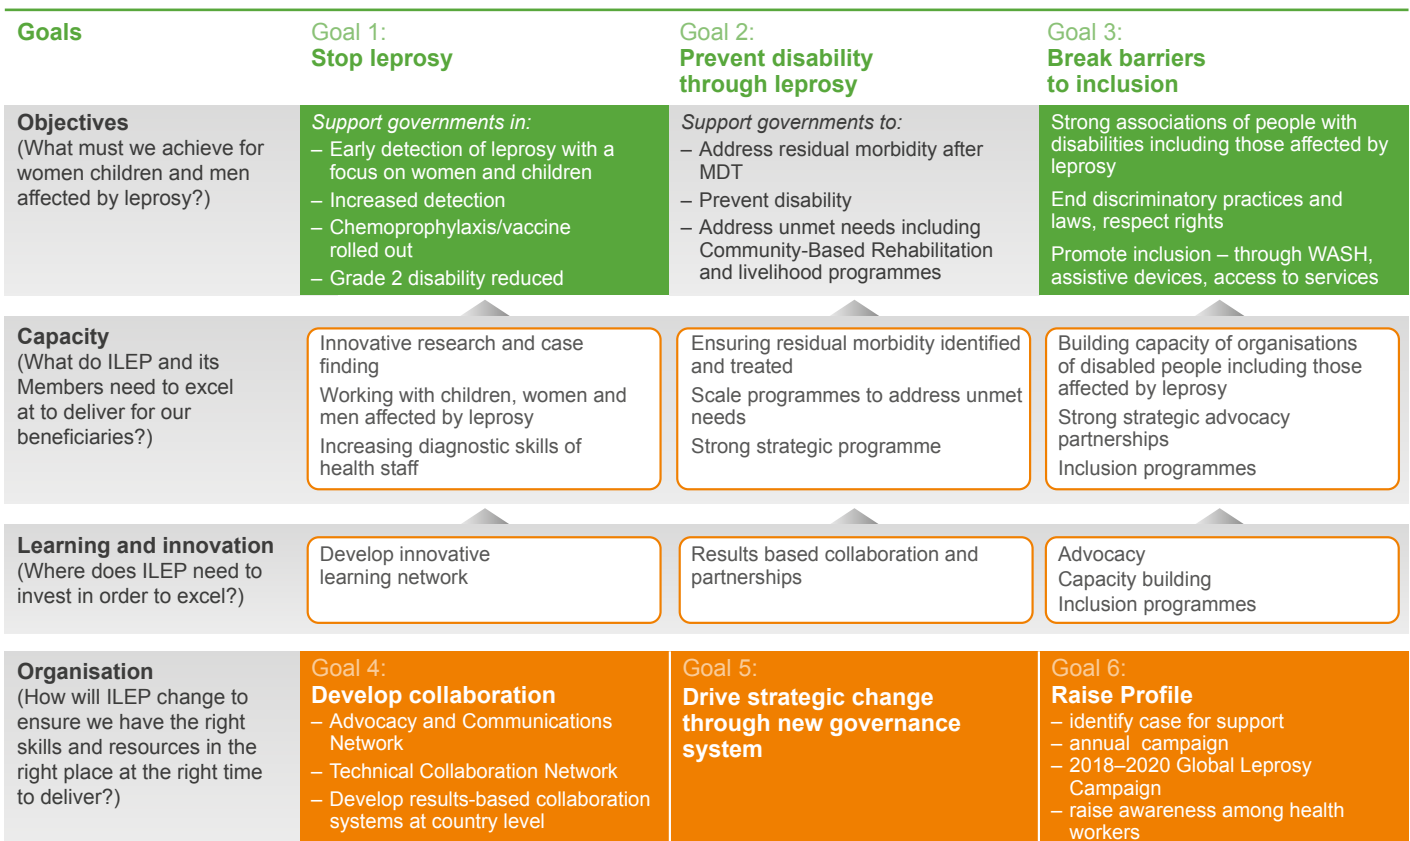 Goals
Goal 1:
Stop leprosy
Goal 2:
Prevent disability
through leprosy
Goal 3:
Break barriers
to inclusion
Objectives
(What must we achieve for
women children and men
affected by leprosy?)
Support governments in:
– Early detection of leprosy with a
focus on women and children
– Increased detection
– Chemoprophylaxis/vaccine
rolled out
– Grade 2 disability reduced
Support governments to:
– Address residual morbidity after
MDT
– Prevent disability
– Address unmet needs including
Community-Based Rehabilitation
and livelihood programmes
Strong associations of people with
disabilities including those affected by
leprosy
End discriminatory practices and
laws, respect rights
Promote inclusion – through WASH,
assistive devices, access to services
Capacity
(What do ILEP and its
Members need to excel
at to deliver for our
beneficiaries?)
Innovative research and case
finding
Working with children, women and
men affected by leprosy
Increasing diagnostic skills of
health staff
Ensuring residual morbidity identified
and treated
Scale programmes to address unmet
needs
Strong strategic programme
Building capacity of organisations
of disabled people including those
affected by leprosy
Strong strategic advocacy
partnerships
Inclusion programmes
Learning and innovation
(Where does ILEP need to
invest in order to excel?)
Develop innovative
learning network
Results based collaboration and
partnerships
Advocacy
Capacity building
Inclusion programmes
Organisation
(How will ILEP change to
ensure we have the right
skills and resources in the
right place at the right time
to deliver?)
Goal 4:
Develop collaboration
– Advocacy and Communications
Network
– Technical Collaboration Network
– Develop results-based collaboration
systems at country level
Goal 5:
Drive strategic change
through new governance
system
Goal 6:
Raise Profile
– identify case for support
– annual campaign
– 2018–2020 Global Leprosy
Campaign
– raise awareness among health
workers